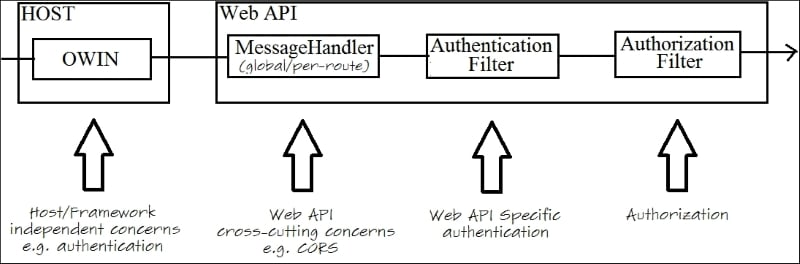 HOST
Web API
OWIN
MessageHandler
(global/per-route)
Authentication
Filter
Authorization
Filter
Host/Framework
independent concerns
e.g. authentication
Web API
cross-cutting concerns
e.g. CORS
Web API Specific
authentication
Authorization